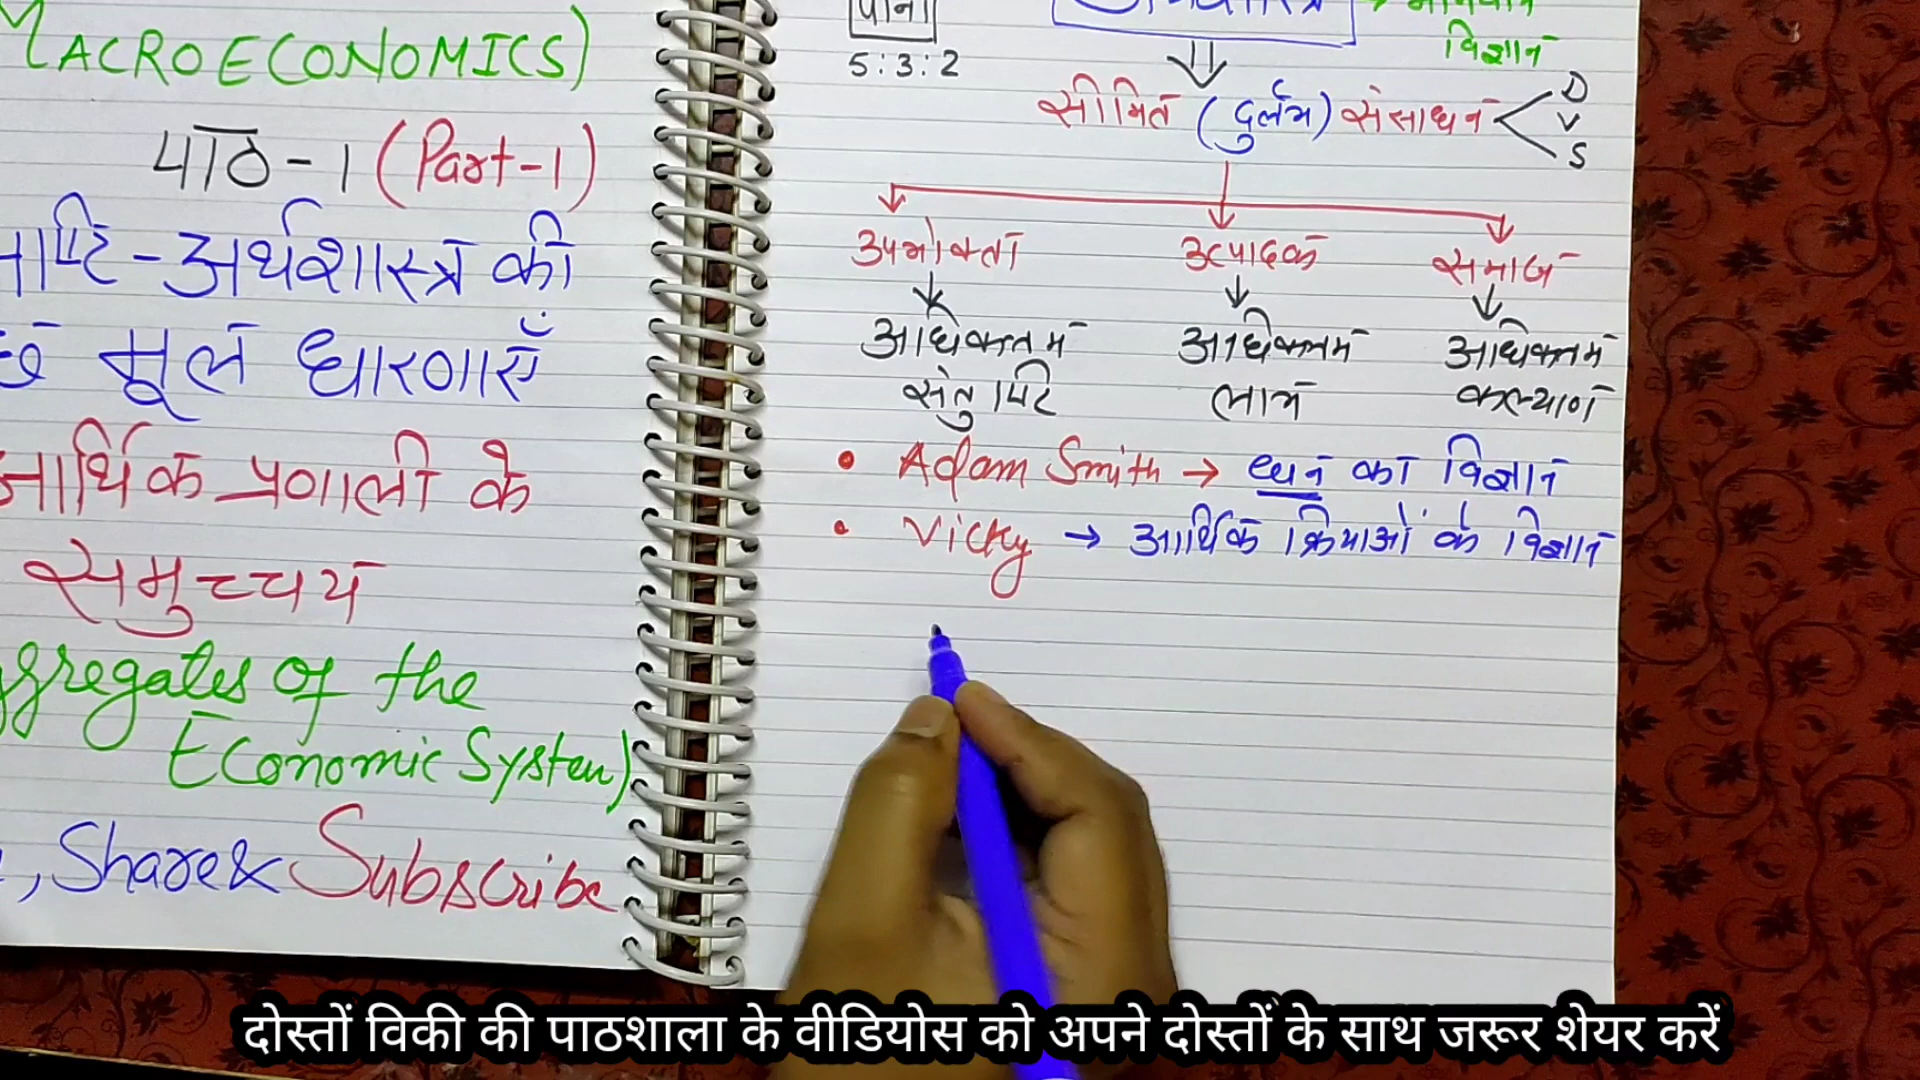 MACROECONOMICS)
पाठ-1 (Part-1)
अर्थशास्त्र की
मूल धारणाएँ
आर्थिक प्रणाली के
समुच्चय
of the
Economic System)
, Share & Subscribe
पानी
5:3:2
विज्ञान
सीमित (दुर्लभ) संसाधन
D
V
S
उपभोक्ता उत्पादक समाज
अधिकतम अधिकतम अधिकतम
संतुष्टि लाभ कल्याण
• Adam Smith → धन का विज्ञान
• Vicky → आर्थिक क्रियाओं के विज्ञान
दोस्तों विकी की पाठशाला के वीडियोस को अपने दोस्तों के साथ जरूर शेयर करें